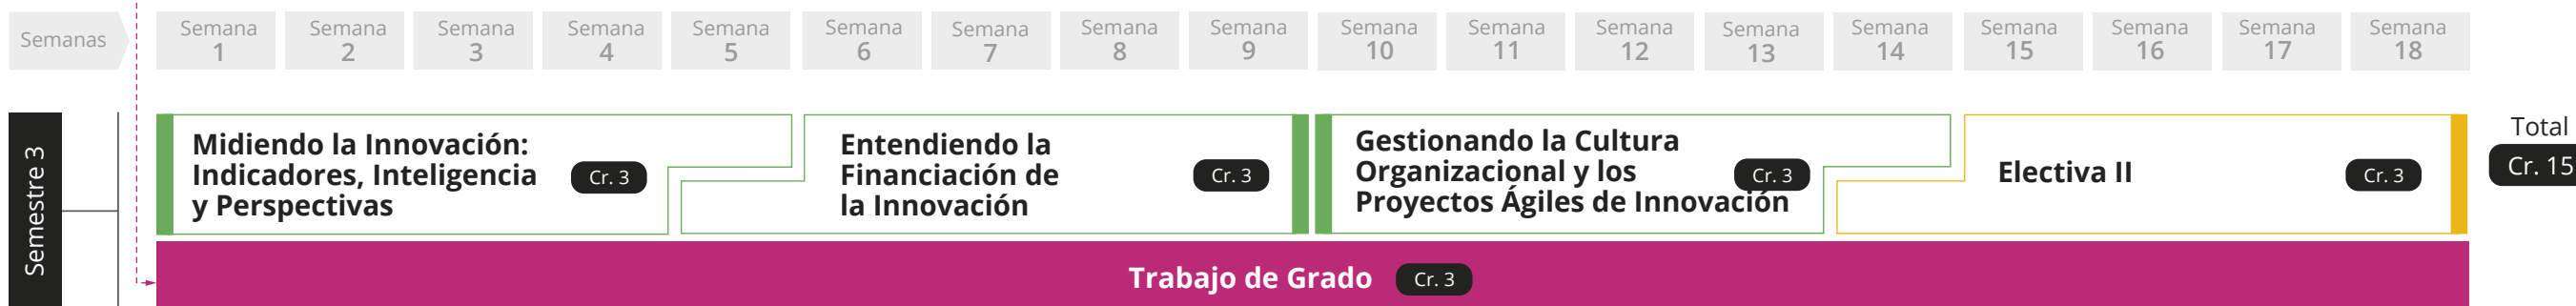 Semanas
Semana
1
Semana
2
Semana
3
Semana
4
Semana
5
Semana
6
Semana
7
Semana
8
Semana
9
Semana
10
Semana
11
Semana
12
Semana
13
Semana
14
Semana
15
Semana
16
Semana
17
Semana
18
Semestre 3
Midiendo la Innovación:
Indicadores, Inteligencia
y Perspectivas
Cr. 3
Entendiendo la
Financiación de
la Innovación
Cr. 3
Gestionando la Cultura
Organizacional y los
Proyectos Ágiles de Innovación
Cr. 3
Electiva II
Cr. 3
Total
Cr. 15
Trabajo de Grado
Cr. 3